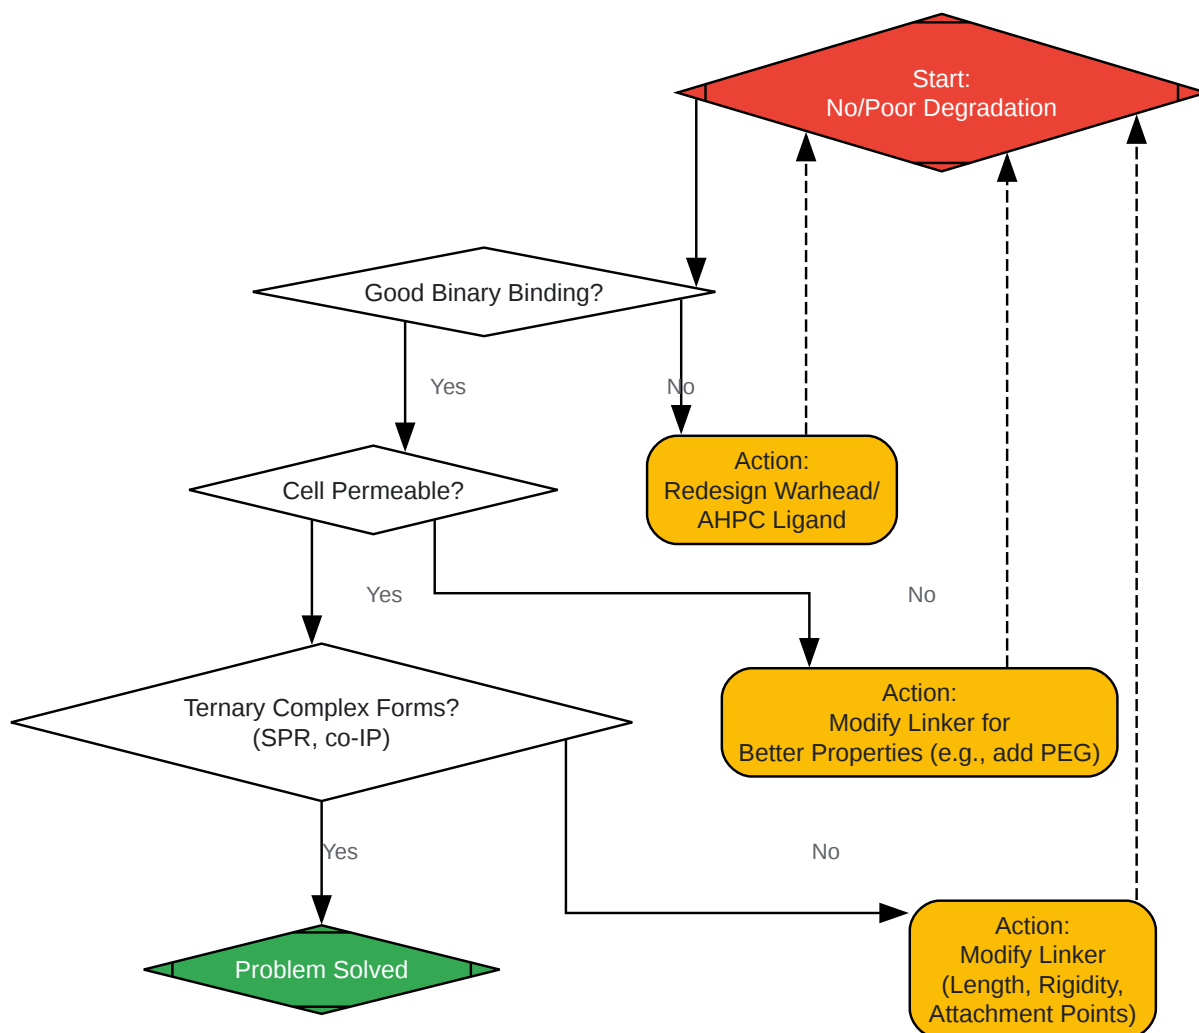 Start:
No/Poor Degradation
Good Binary Binding?
Yes
No
Action:
Redesign Warhead/
AHPC Ligand
Cell Permeable?
Yes
No
Action:
Modify Linker for
Better Properties (e.g., add PEG)
Ternary Complex Forms?
(SPR, co-IP)
Yes
No
Action:
Modify Linker
(Length, Rigidity,
Attachment Points)
Problem Solved